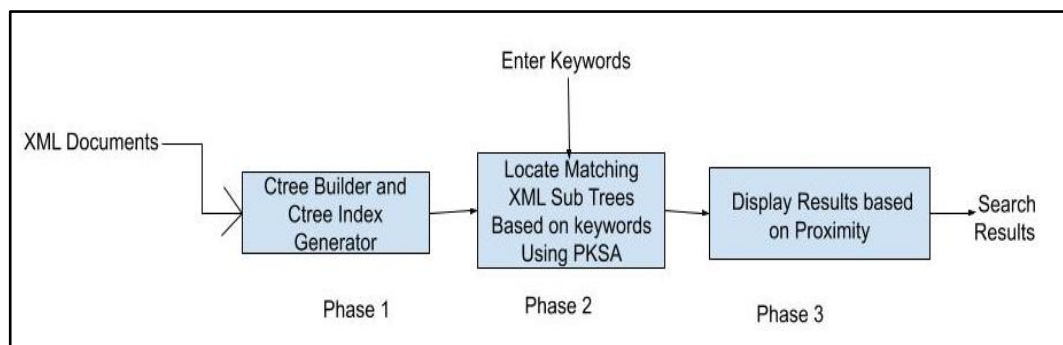 Enter Keywords
XML Documents
Ctree Builder and
Ctree Index
Generator
Locate Matching
XML Sub Trees
Based on keywords
Using PKSA
Display Results based
on Proximity
Search
Results
Phase 1
Phase 2
Phase 3